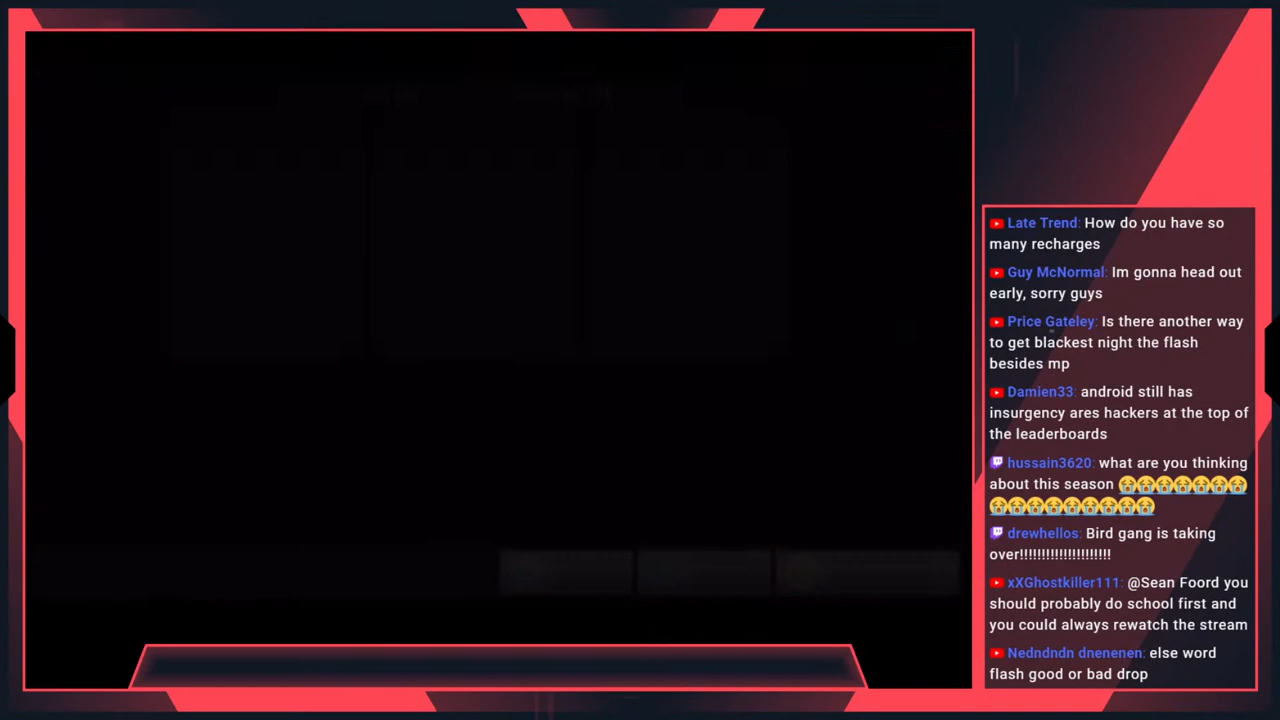 Late Trend: How do you have so
many recharges
Guy McNormal: Im gonna head out
early, sorry guys
Price Gateley: Is there another way
to get blackest night the flash
besides mp
Damien33: android still has
insurgency ares hackers at the top of
the leaderboards
hussain3620: what are you thinking
about this season 😭😭😭😭😭😭😭
😭😭😭😭😭😭😭😭😭
drewhellos: Bird gang is taking
over!!!!!!!!!!!!!!!!!!!!!
xXGhostkiller111: @Sean Foord you
should probably do school first and
you could always rewatch the stream
Nedndndn dnenenen: else word
flash good or bad drop